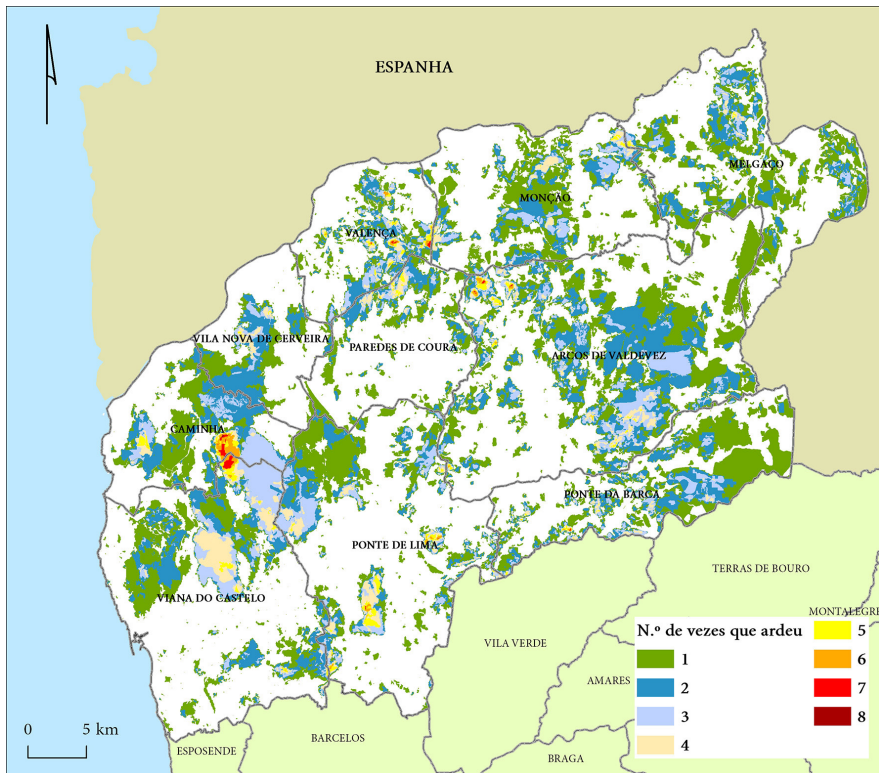 ESPANHA
MELGAÇO
MONÇÃO
VALENÇA
VILA NOVA DE CERVEIRA
PAREDES DE COURA
ARCOS DE VALDEVEZ
CAMINHA
PONTE DA BARCA
PONTE DE LIMA
TERRAS DE BOURO
VIANA DO CASTELO
MONTALEGRE
N.º de vezes que ardeu
1
2
3
4
5
6
7
8
VILA VERDE
AMARES
0 5 km
ESPOSENDE
BARCELOS
BRAGA